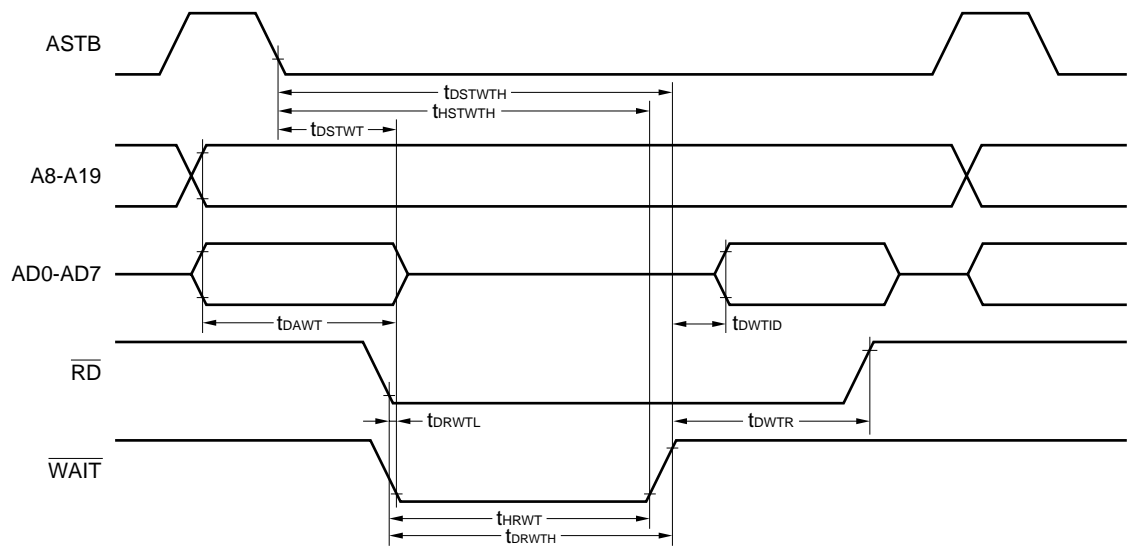 ASTB
tDSTWTH
tHSTWTH
tDSTWT
A8-A19
AD0-AD7
tDAWT
tDWTID
RD
tDRWTL
tDWTR
WAIT
tHRWT
tDRWTH